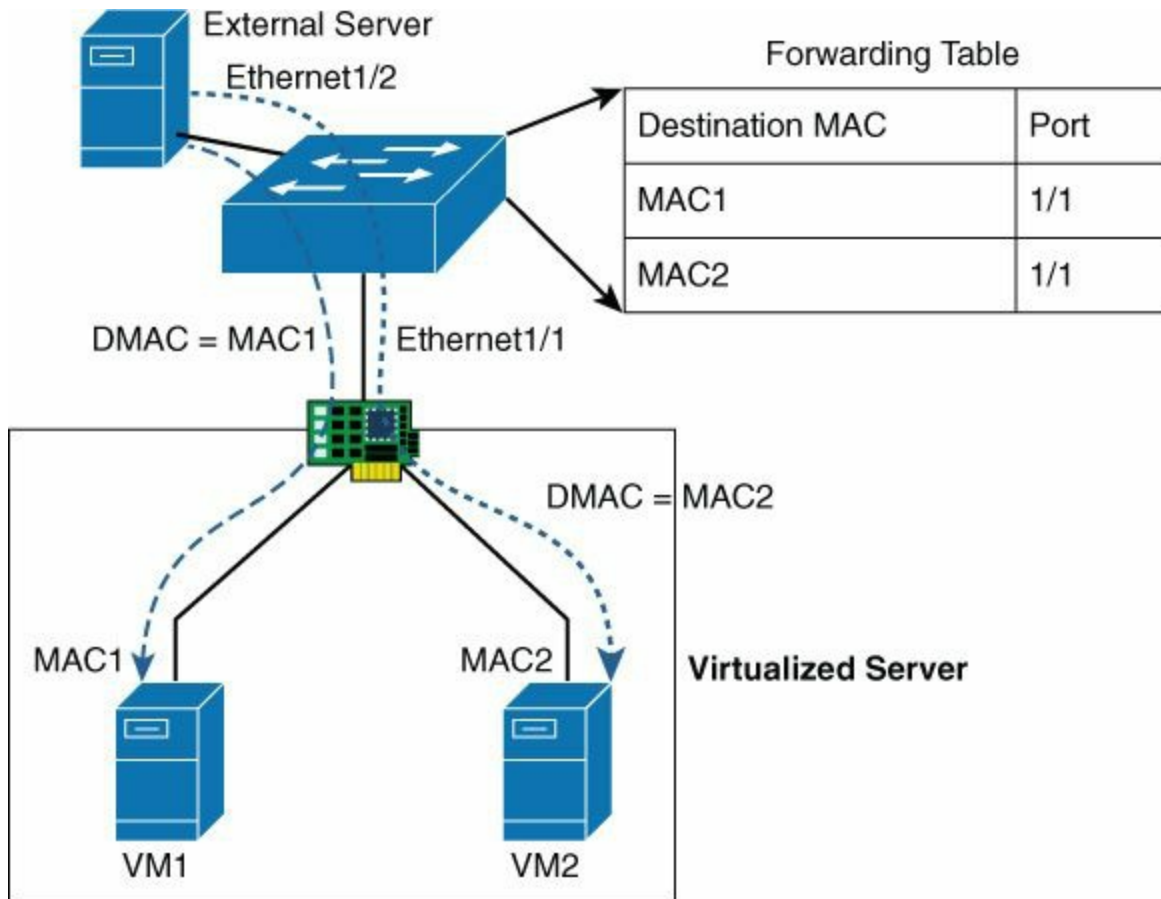 External Server
Ethernet1/2
Forwarding Table
Destination MAC Port
MAC1 1/1
MAC2 1/1
DMAC = MAC1
Ethernet1/1
DMAC = MAC2
MAC1
MAC2
Virtualized Server
VM1
VM2